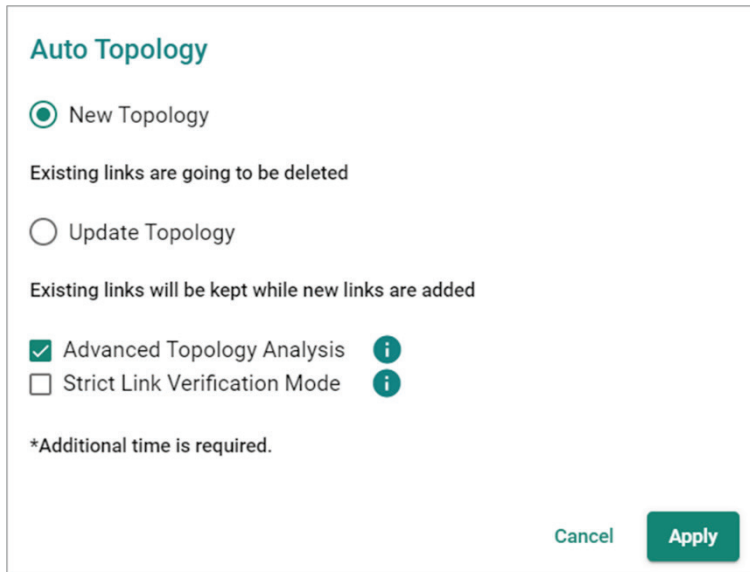 Auto Topology
New Topology
Existing links are going to be deleted
Update Topology
Existing links will be kept while new links are added
Advanced Topology Analysis i
Strict Link Verification Mode i
*Additional time is required.
Cancel Apply